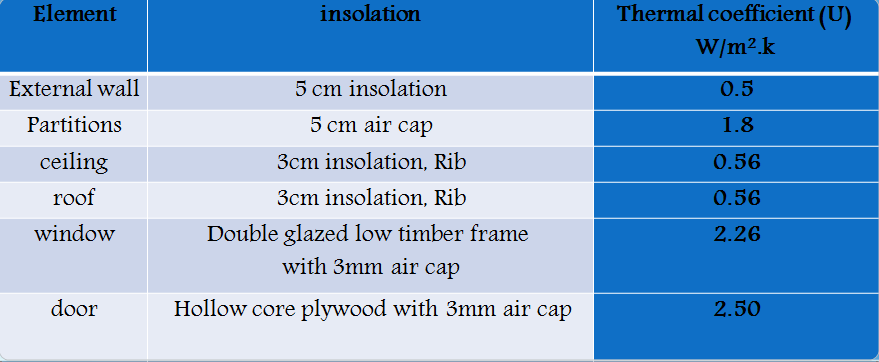 Element insolation Thermal coefficient (U)
W/m².k
External wall 5 cm insolation 0.5
Partitions 5 cm air cap 1.8
ceiling 3cm insolation, Rib 0.56
roof 3cm insolation, Rib 0.56
window Double glazed low timber frame 2.26
with 3mm air cap
door Hollow core plywood with 3mm air cap 2.50